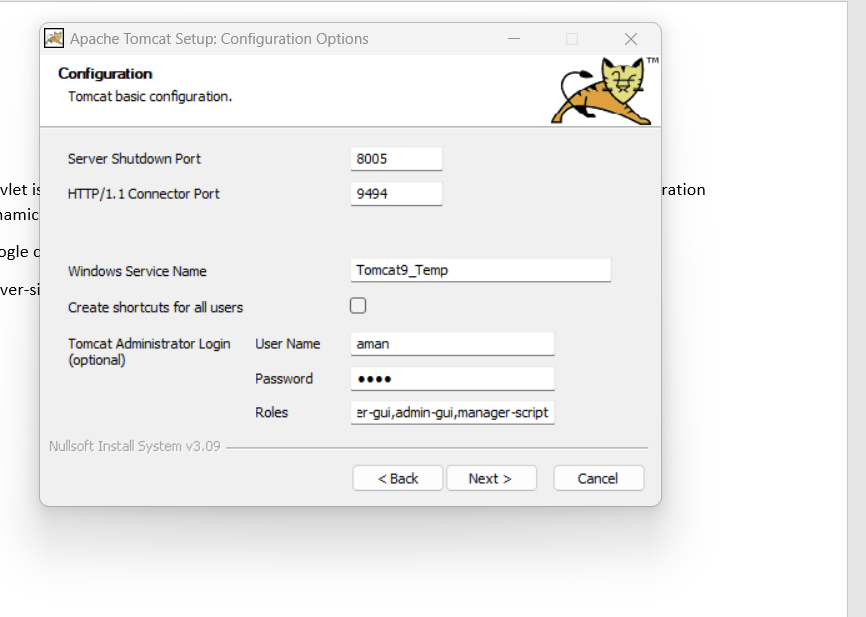 Apache Tomcat Setup: Configuration Options
Configuration
Tomcat basic configuration.
TM
Server Shutdown Port 8005
vlet is ration
HTTP/1.1 Connector Port 9494
namic
ogle c
Windows Service Name Tomcat9_Temp
ver-si
Create shortcuts for all users
Tomcat Administrator Login User Name aman
(optional)
Password ●●●●
Roles er-gui,admin-gui,manager-script
Nullsoft Install System v3.09
< Back Next > Cancel